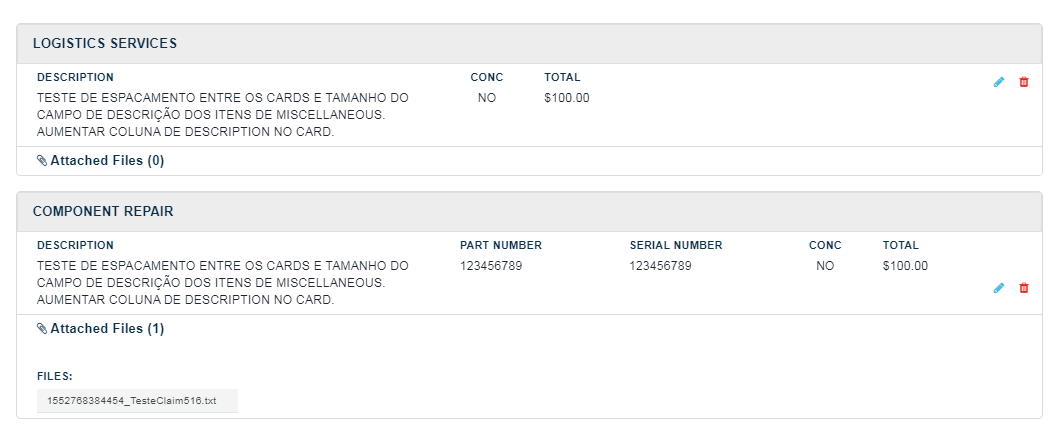 LOGISTICS SERVICES
DESCRIPTION CONC TOTAL
TESTE DE ESPACAMENTO ENTRE OS CARDS E TAMANHO DO NO $100.00
CAMPO DE DESCRIÇÃO DOS ITENS DE MISCELLANEOUS.
AUMENTAR COLUNA DE DESCRIPTION NO CARD.
Attached Files (0)
COMPONENT REPAIR
DESCRIPTION PART NUMBER SERIAL NUMBER CONC TOTAL
TESTE DE ESPACAMENTO ENTRE OS CARDS E TAMANHO DO 123456789 123456789 NO $100.00
CAMPO DE DESCRIÇÃO DOS ITENS DE MISCELLANEOUS.
AUMENTAR COLUNA DE DESCRIPTION NO CARD.
Attached Files (1)
FILES:
1552768384454_TesteClaim516.txt